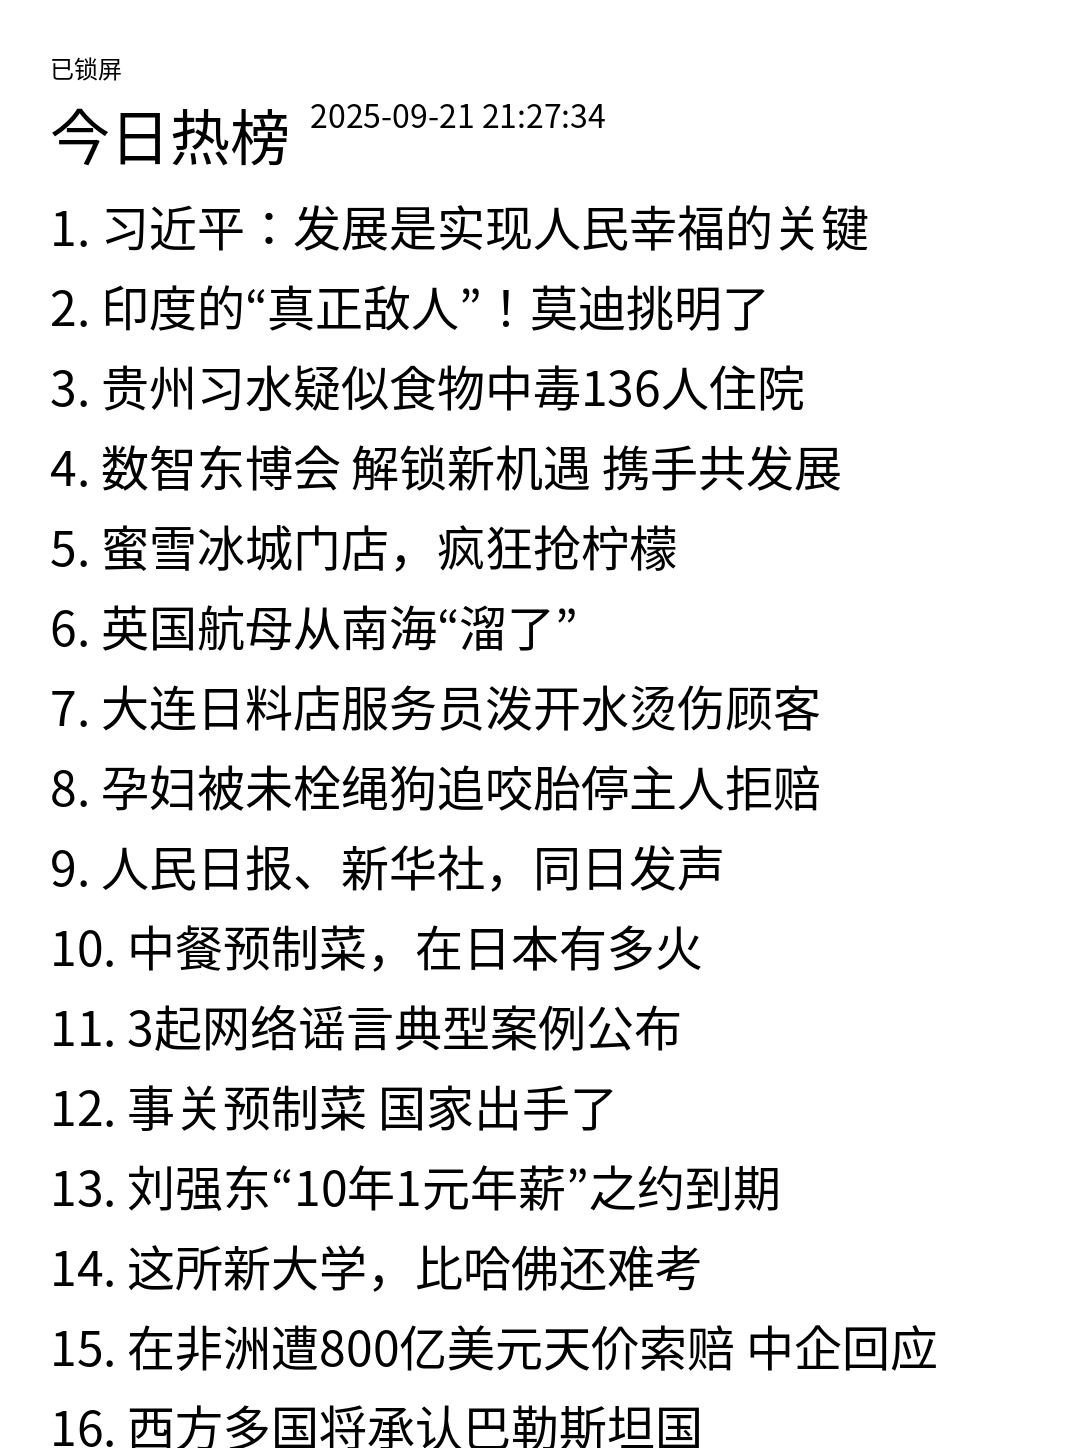 已锁屏
今日热榜 2025-09-21 21:27:34
1. 习近平：发展是实现人民幸福的关键
2. 印度的“真正敌人”！莫迪挑明了
3. 贵州习水疑似食物中毒136人住院
4. 数智东博会 解锁新机遇 携手共发展
5. 蜜雪冰城门店，疯狂抢柠檬
6. 英国航母从南海“溜了”
7. 大连日料店服务员泼开水烫伤顾客
8. 孕妇被未栓绳狗追咬胎停主人拒赔
9. 人民日报、新华社，同日发声
10. 中餐预制菜，在日本有多火
11. 3起网络谣言典型案例公布
12. 事关预制菜 国家出手了
13. 刘强东“10年1元年薪”之约到期
14. 这所新大学，比哈佛还难考
15. 在非洲遭800亿美元天价索赔 中企回应
16. 西方多国将承认巴勒斯坦国